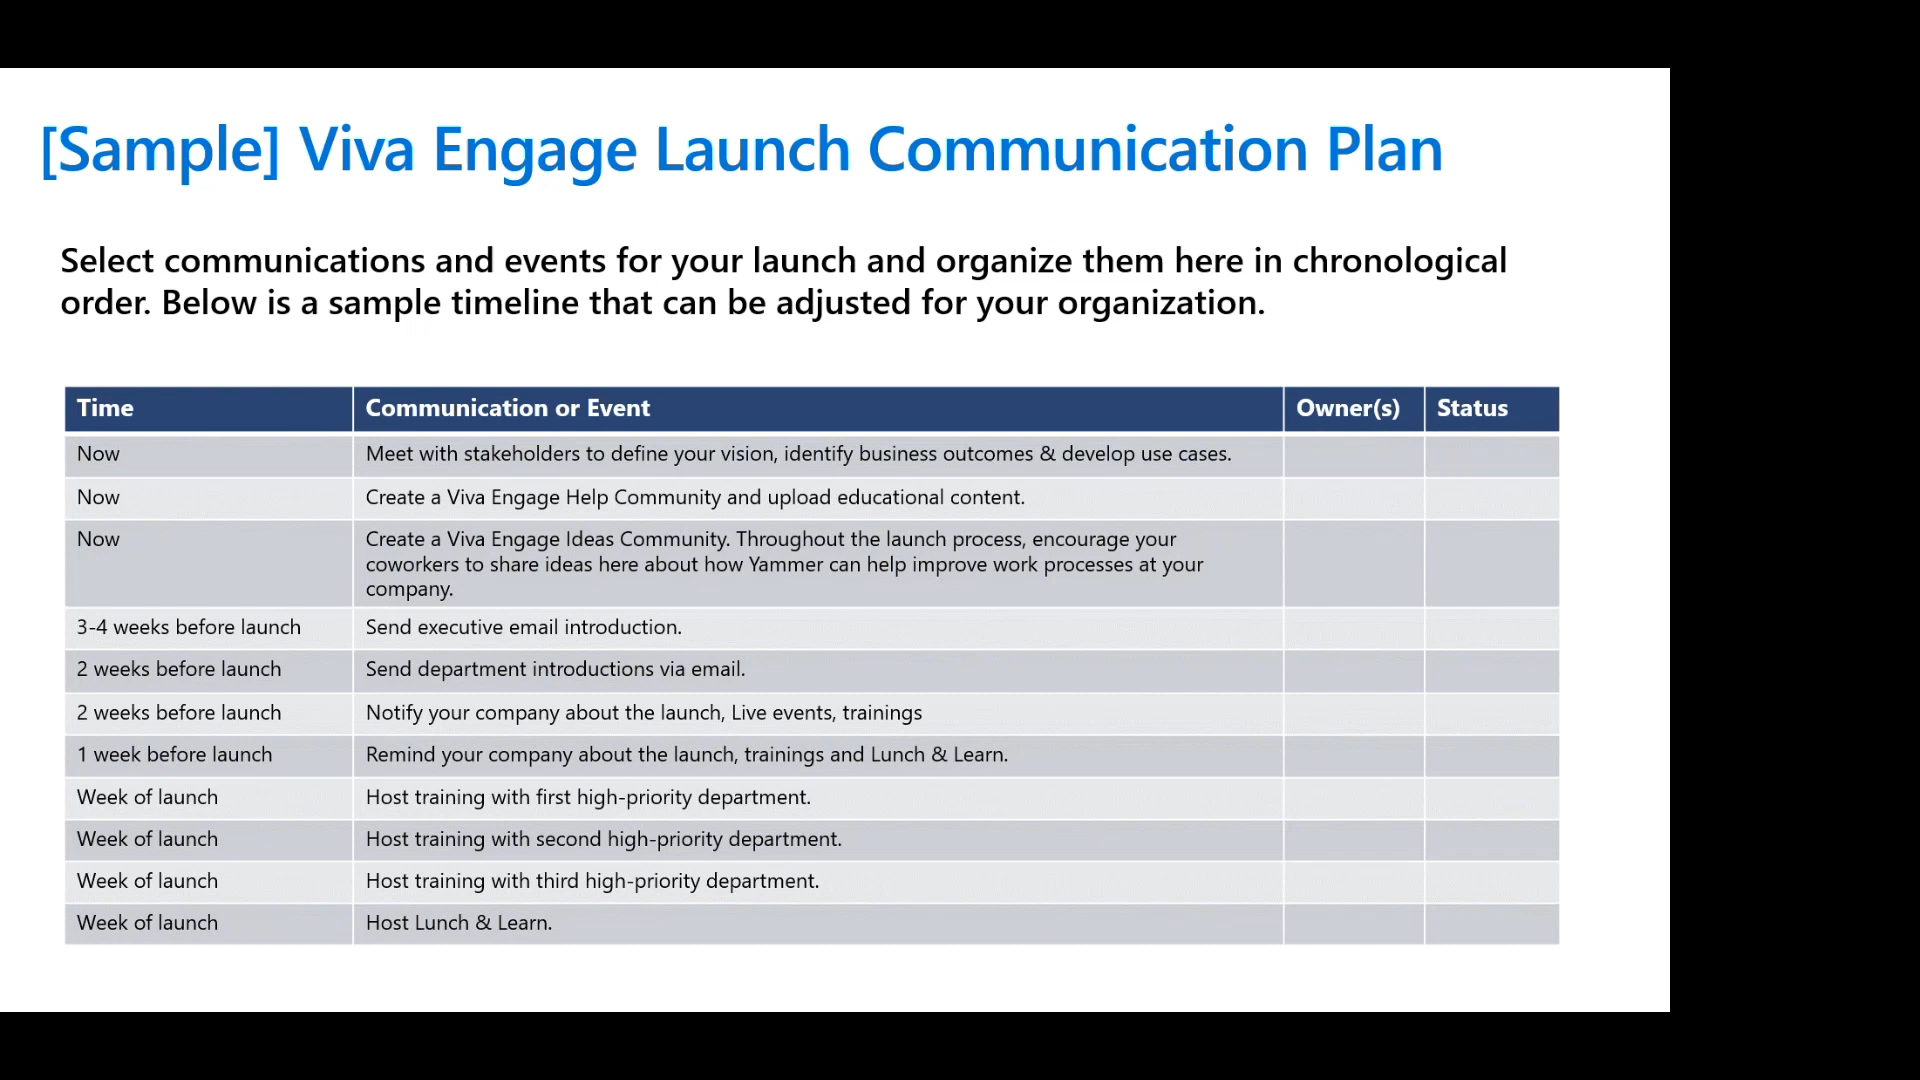 [Sample] Viva Engage Launch Communication Plan
Select communications and events for your launch and organize them here in chronological
order. Below is a sample timeline that can be adjusted for your organization.
Time Communication or Event Owner(s) Status
Now Meet with stakeholders to define your vision, identify business outcomes & develop use cases.
Now Create a Viva Engage Help Community and upload educational content.
Now Create a Viva Engage Ideas Community. Throughout the launch process, encourage your
coworkers to share ideas here about how Yammer can help improve work processes at your
company.
3-4 weeks before launch Send executive email introduction.
2 weeks before launch Send department introductions via email.
2 weeks before launch Notify your company about the launch, Live events, trainings
1 week before launch Remind your company about the launch, trainings and Lunch & Learn.
Week of launch Host training with first high-priority department.
Week of launch Host training with second high-priority department.
Week of launch Host training with third high-priority department.
Week of launch Host Lunch & Learn.